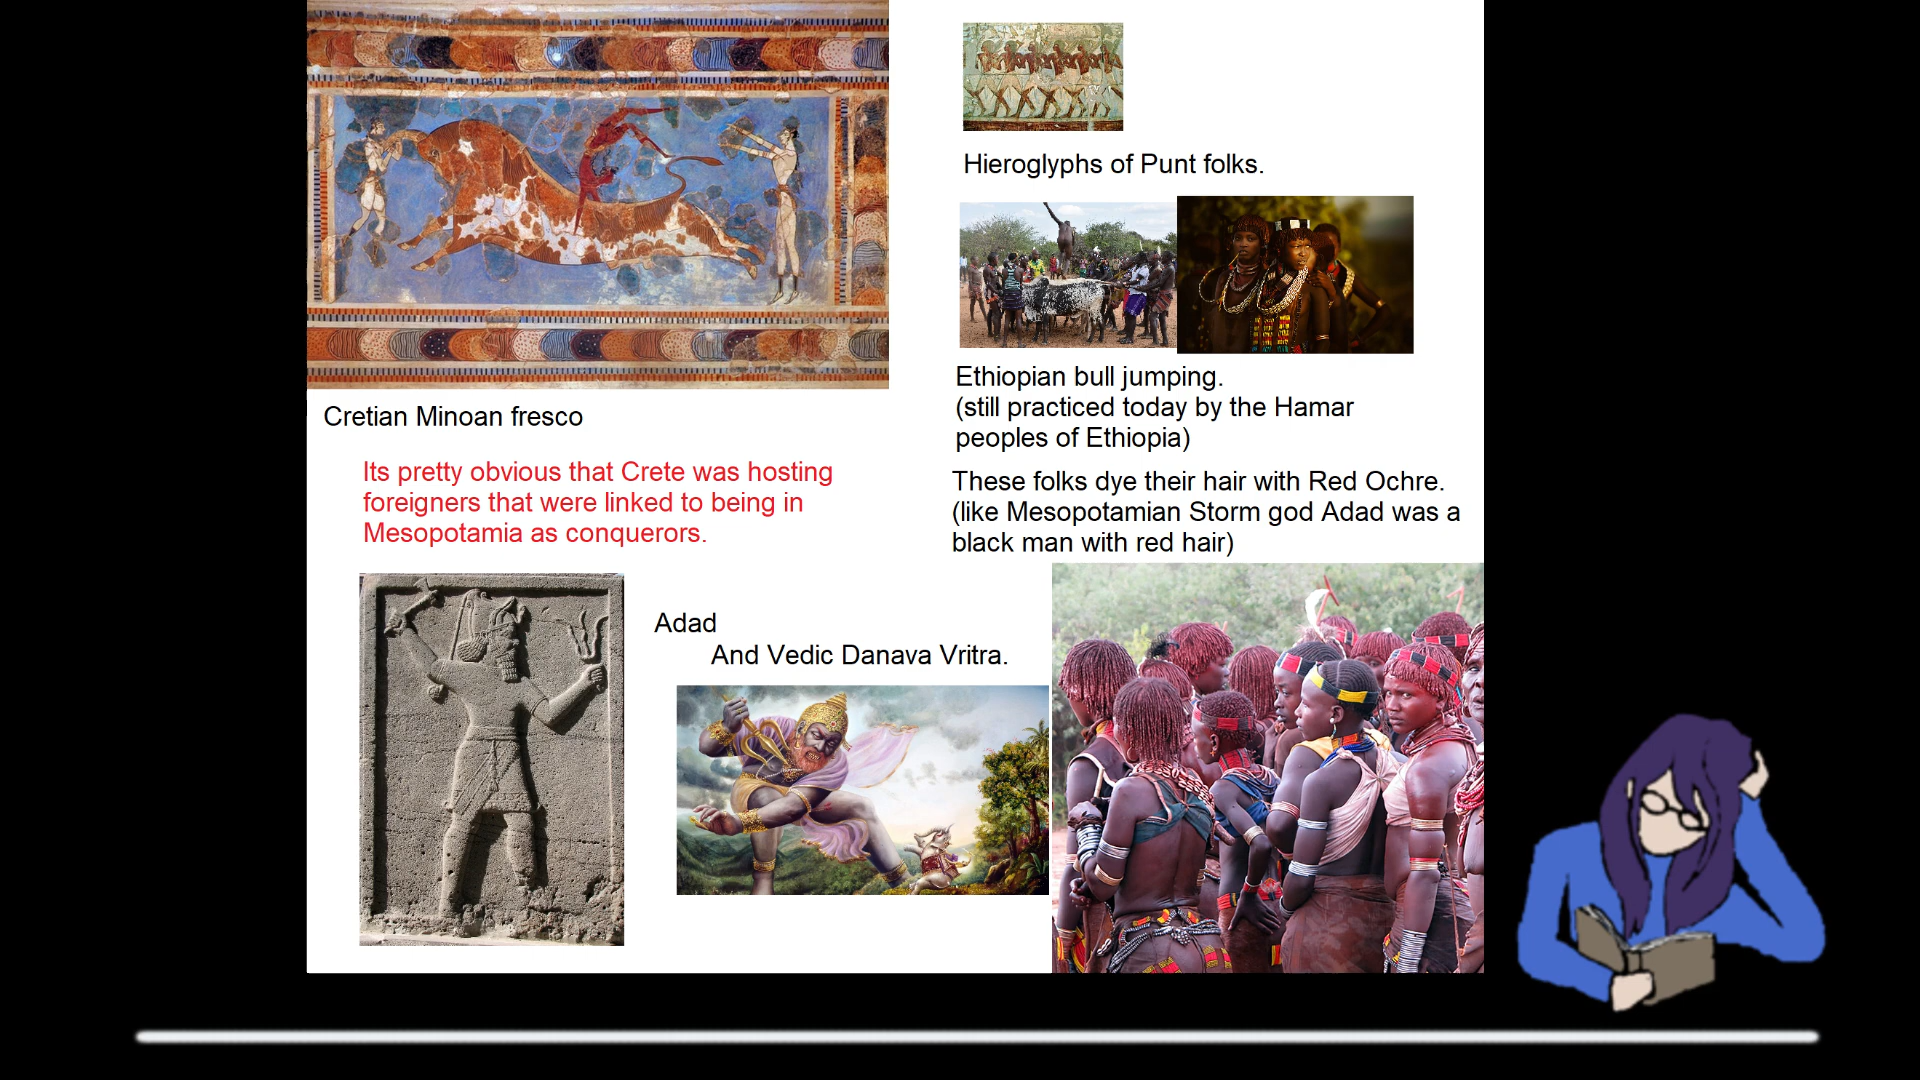 Hieroglyphs of Punt folks.
Ethiopian bull jumping.
(still practiced today by the Hamar
peoples of Ethiopia)
Cretian Minoan fresco
Its pretty obvious that Crete was hosting
foreigners that were linked to being in
Mesopotamia as conquerors.
These folks dye their hair with Red Ochre.
(like Mesopotamian Storm god Adad was a
black man with red hair)
Adad
And Vedic Danava Vritra.